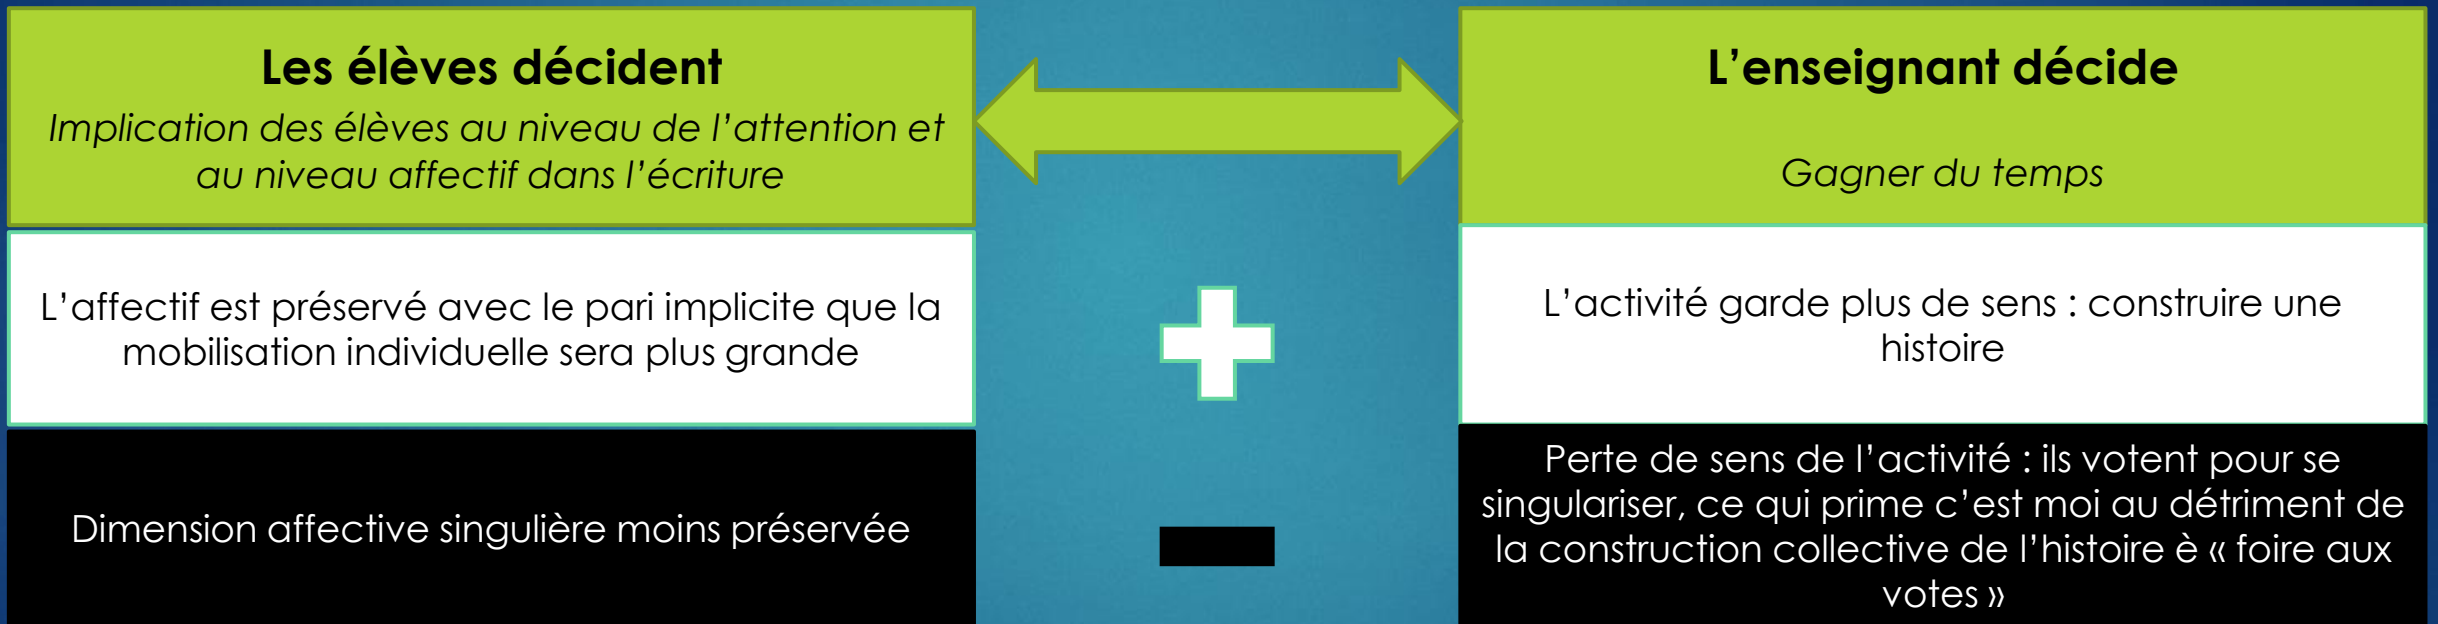 Les élèves décident
Implication des élèves au niveau de l’attention et
au niveau affectif dans l’écriture
L’enseignant décide
Gagner du temps
L’affectif est préservé avec le pari implicite que la
mobilisation individuelle sera plus grande
L’activité garde plus de sens : construire une
histoire
Dimension affective singulière moins préservée
Perte de sens de l’activité : ils votent pour se
singulariser, ce qui prime c’est moi au détriment de
la construction collective de l’histoire è « foire aux
votes »